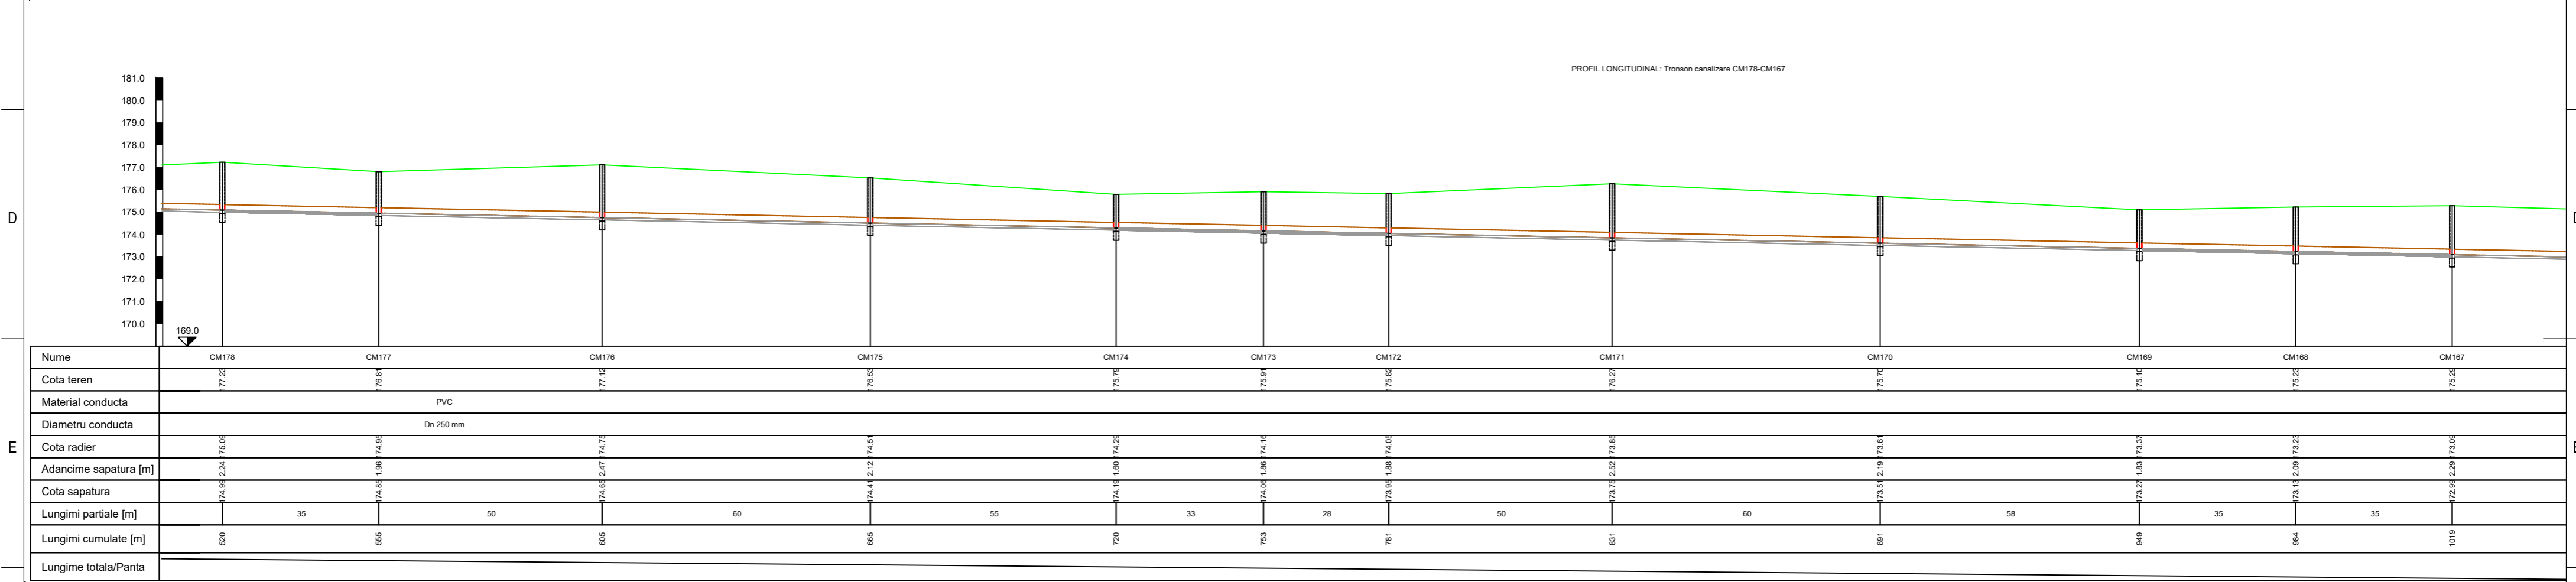 PROFIL LONGITUDINAL: Tronson canalizare CM178-CM167
181.0
180.0
179.0
178.0
177.0
176.0
175.0
174.0
173.0
172.0
171.0
170.0
169.0
D
E
Nume CM178 CM177 CM176 CM175 CM174 CM173 CM172 CM171 CM170 CM169 CM168 CM167
Cota teren 177.23 176.81 177.12 176.53 175.79 175.91 175.82 176.27 175.70 175.10 175.23 175.29
Material conducta PVC
Diametru conducta Dn 250 mm
Cota radier 175.09 174.95 174.75 174.51 174.29 174.16 174.05 173.85 173.61 173.37 173.23 173.09
Adancime sapatura [m] 2.24 1.96 2.47 2.12 1.60 1.86 1.88 2.52 2.19 1.83 2.09 2.29
Cota sapatura 174.99 174.85 174.65 174.41 174.19 174.06 173.95 173.75 173.51 173.27 173.13 172.99
Lungimi partiale [m] 35 50 60 55 33 28 50 60 58 35 35
Lungimi cumulate [m] 520 555 605 665 720 753 781 831 891 949 984 1019
Lungime totala/Panta